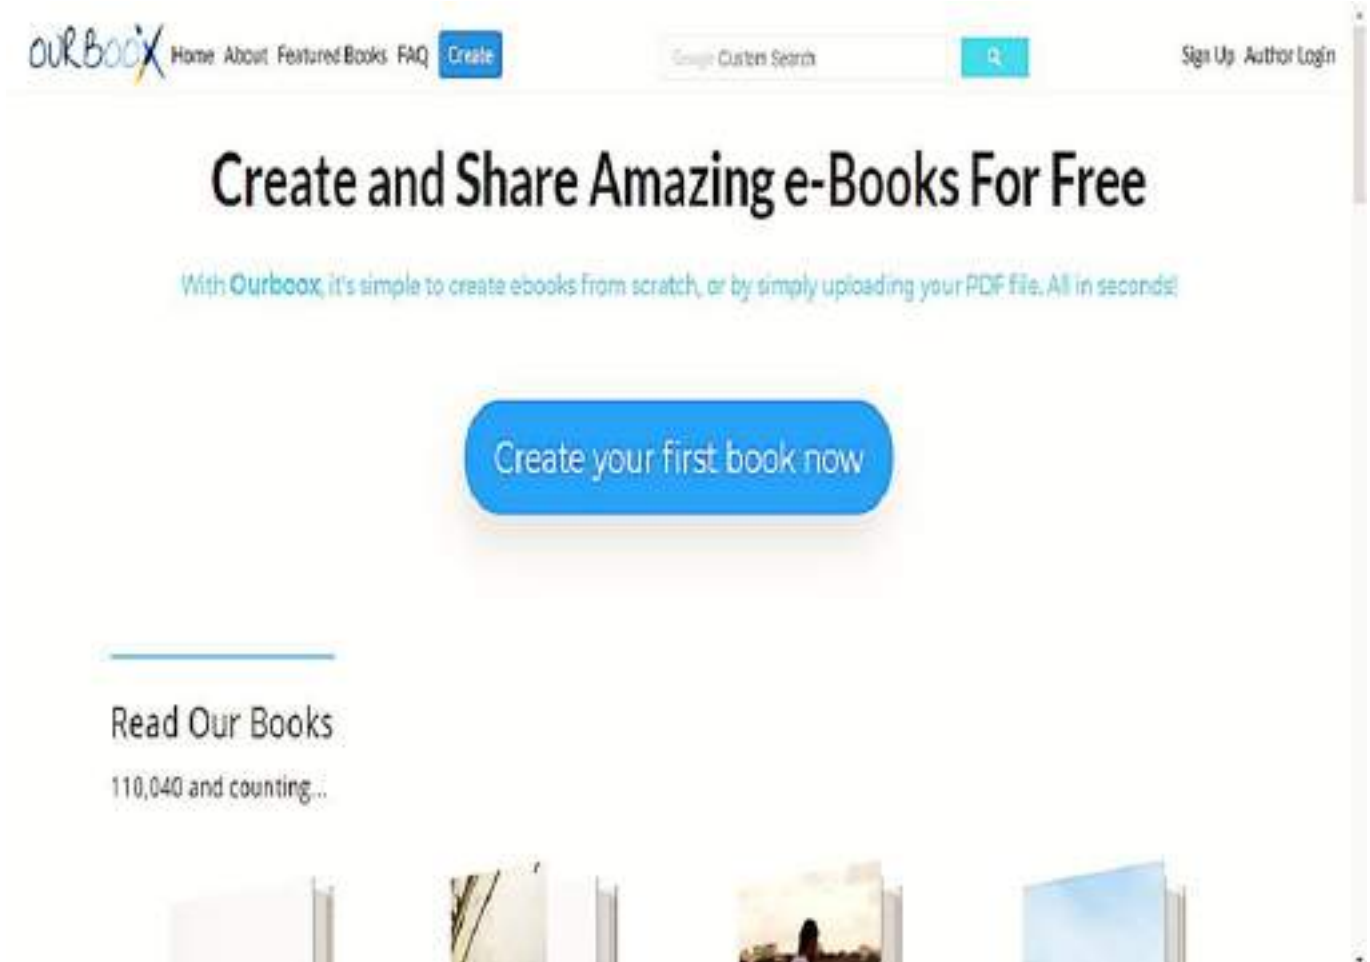 OURBOOX Home About Featured Books FAQ Create Google Custom Search Sign Up Author Login
Create and Share Amazing e-Books For Free
With Ourboox, it's simple to create ebooks from scratch, or by simply uploading your PDF file. All in seconds!
Create your first book now
Read Our Books
110,040 and counting...